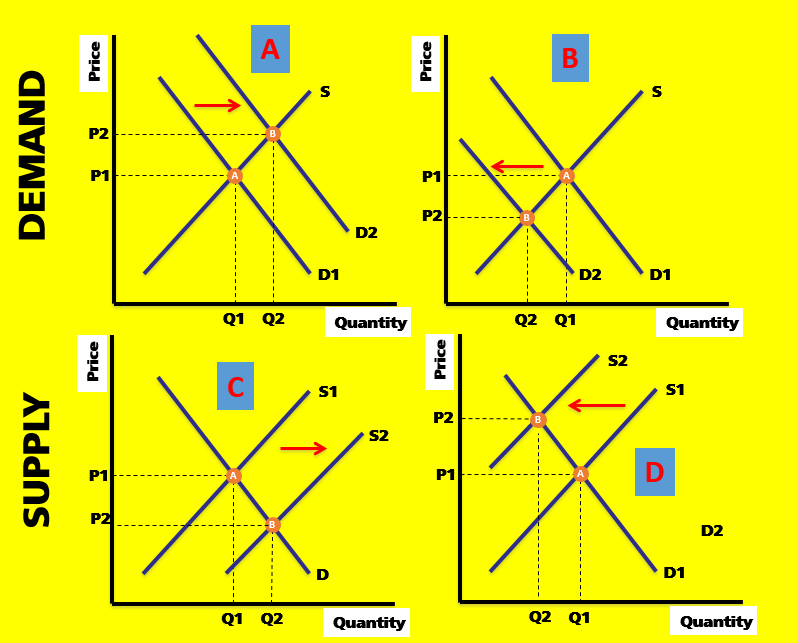 DEMAND
Price
A
S
P2
B
P1
A
D2
D1
Q1 Q2
Quantity
Price
B
S
P1
A
P2
B
D2
D1
Q2 Q1
Quantity
SUPPLY
Price
C
S1
S2
P1
A
P2
B
D
Q1 Q2
Quantity
Price
S2
S1
P2
B
P1
A
D
D2
D1
Q2 Q1
Quantity